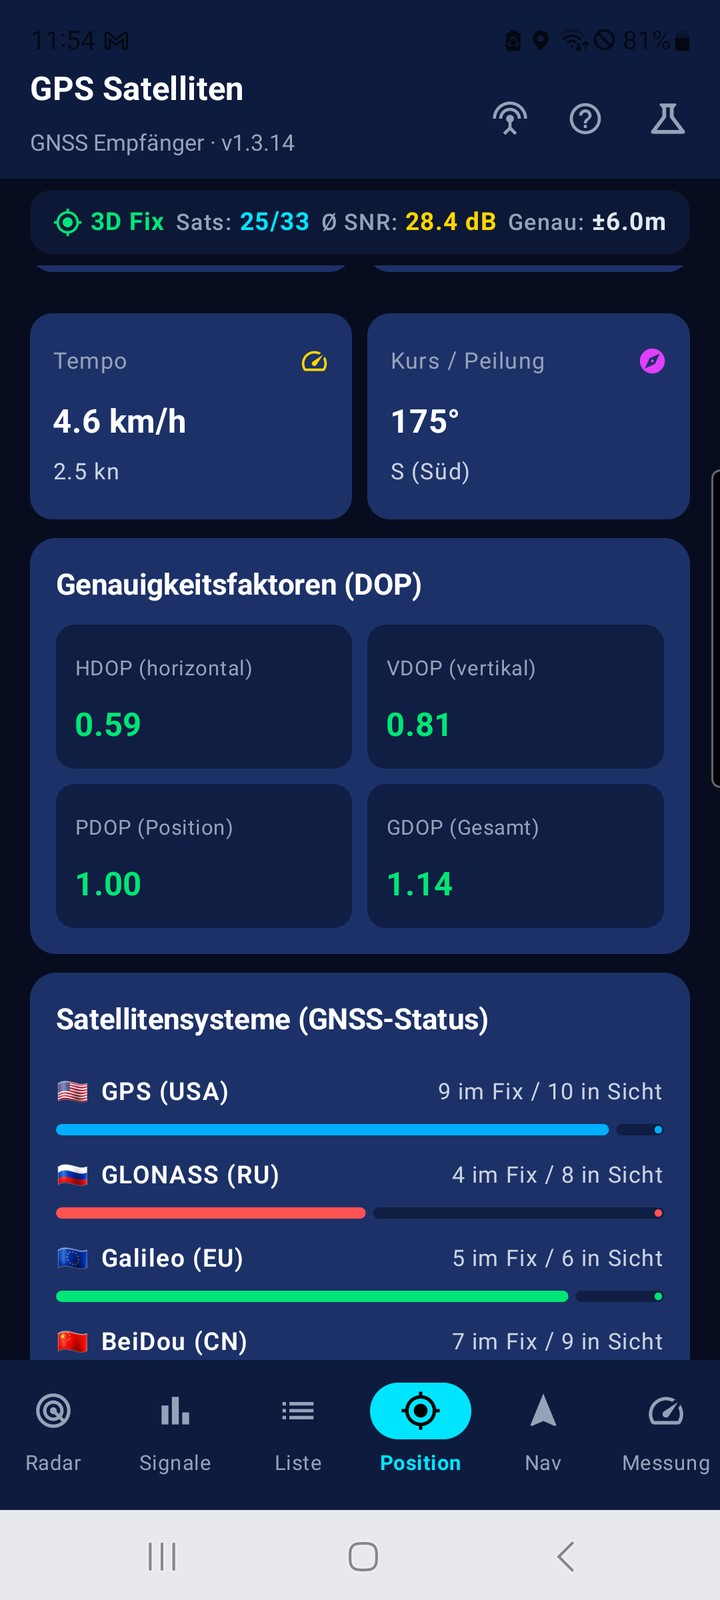 11:54
81%
GPS Satelliten
GNSS Empfänger · v1.3.14
3D Fix Sats: 25/33 Ø SNR: 28.4 dB Genau: ±6.0m
Tempo
4.6 km/h
2.5 kn
Kurs / Peilung
175°
S (Süd)
Genauigkeitsfaktoren (DOP)
HDOP (horizontal)
0.59
VDOP (vertikal)
0.81
PDOP (Position)
1.00
GDOP (Gesamt)
1.14
Satellitensysteme (GNSS-Status)
GPS (USA) 9 im Fix / 10 in Sicht
GLONASS (RU) 4 im Fix / 8 in Sicht
Galileo (EU) 5 im Fix / 6 in Sicht
BeiDou (CN) 7 im Fix / 9 in Sicht
Radar Signale Liste Position Nav Messung